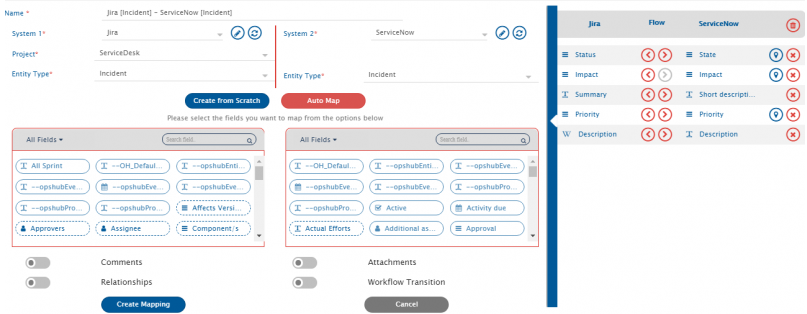 Name * Jira [Incident] – ServiceNow [Incident]
System 1* Jira
System 2* ServiceNow
Project* ServiceDesk
Entity Type* Incident
Entity Type* Incident
Create from Scratch
Auto Map
Please select the fields you want to map from the options below
All Fields
Search field.
All Sprint
--OH_Defaul...
--opshubEnti...
--opshubEve...
--opshubEve...
--opshubEve...
--opshubPro...
--opshubPro...
Affects Versi...
Approvers
Assignee
Component/s
All Fields
Search field.
--OH_Defaul...
--opshubEnti...
--opshubEve...
--opshubEve...
--opshubEve...
--opshubPro...
--opshubPro...
Active
Activity due
Actual Efforts
Additional as...
Approval
Comments
Attachments
Relationships
Workflow Transition
Create Mapping
Cancel
Jira Flow ServiceNow
Status State
Impact Impact
Summary Short descripti...
Priority Priority
Description Description